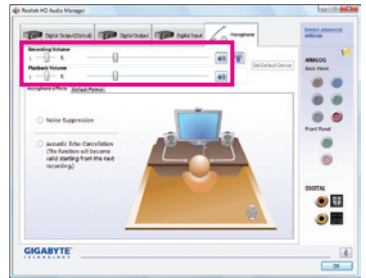 Realtek HD Audio Manager
Digital Output(Optical)
Digital Output
Digital Input
Microphone
Device advanced settings
Recording Volume
L
R
Playback Volume
L
R
Set Default Device
ANALOG
Back Panel
Microphone Effects
Default Format
Noise Suppression
Acoustic Echo Cancellation
(The function will become
valid starting from the next
recording.)
Front Panel
DIGITAL
GIGABYTE
TECHNOLOGY
i
OK